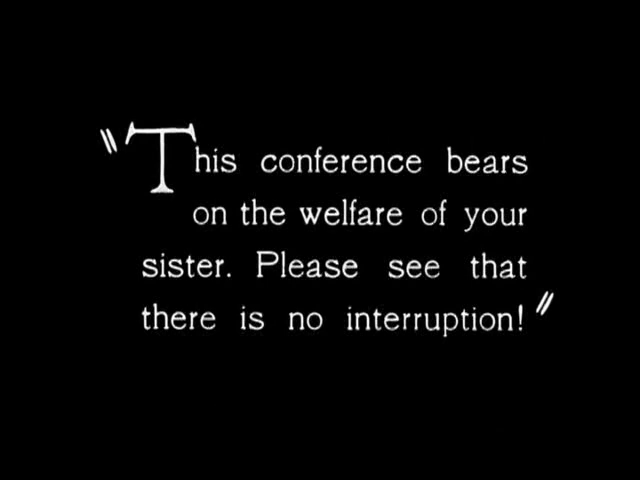 "This conference bears
on the welfare of your
sister. Please see that
there is no interruption!"